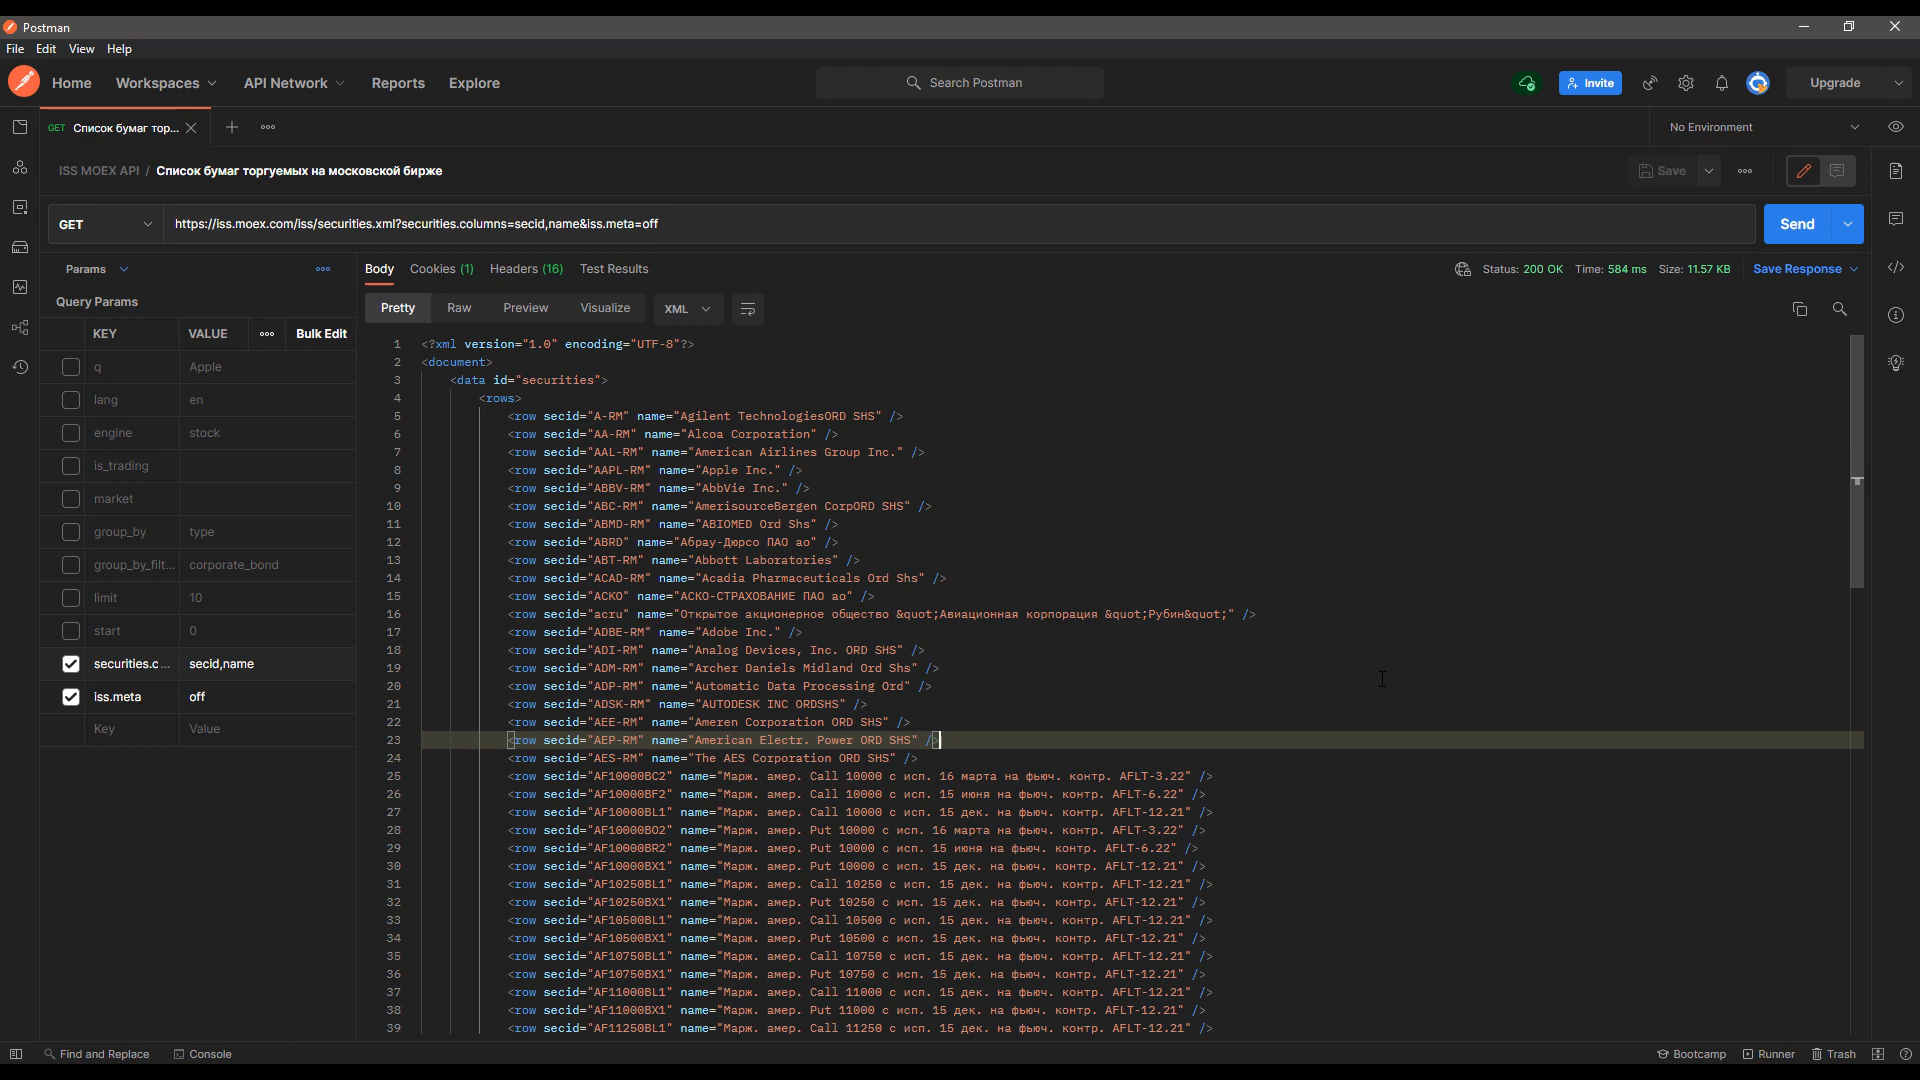 Postman
File Edit View Help
Home Workspaces API Network Reports Explore Search Postman Invite Upgrade
GET Список бумаг тор... No Environment
ISS MOEX API / Список бумаг торгуемых на московской бирже Save
GET https://iss.moex.com/iss/securities.xml?securities.columns=secid,name&iss.meta=off Send
Params Body Cookies (1) Headers (16) Test Results Status: 200 OK Time: 584 ms Size: 11.57 KB Save Response
Query Params Pretty Raw Preview Visualize XML
KEY VALUE Bulk Edit
q Apple
lang en
engine stock
is_trading
market
group_by type
group_by_filt... corporate_bond
limit 10
start 0
securities.c... secid,name
iss.meta off
Key Value
1 <?xml version="1.0" encoding="UTF-8"?>
2 <document>
3 <data id="securities">
4 <rows>
5 <row secid="A-RM" name="Agilent TechnologiesORD SHS" />
6 <row secid="AA-RM" name="Alcoa Corporation" />
7 <row secid="AAL-RM" name="American Airlines Group Inc." />
8 <row secid="AAPL-RM" name="Apple Inc." />
9 <row secid="ABBV-RM" name="AbbVie Inc." />
10 <row secid="ABC-RM" name="AmerisourceBergen CorpORD SHS" />
11 <row secid="ABMD-RM" name="ABIOMED Ord Shs" />
12 <row secid="ABRD" name="Абрау-Дюрсо ПАО ао" />
13 <row secid="ABT-RM" name="Abbott Laboratories" />
14 <row secid="ACAD-RM" name="Acadia Pharmaceuticals Ord Shs" />
15 <row secid="ACKO" name="АСКО-СТРАХОВАНИЕ ПАО ао" />
16 <row secid="acru" name="Открытое акционерное общество &quot;Авиационная корпорация &quot;Рубин&quot;" />
17 <row secid="ADBE-RM" name="Adobe Inc." />
18 <row secid="ADI-RM" name="Analog Devices, Inc. ORD SHS" />
19 <row secid="ADM-RM" name="Archer Daniels Midland Ord Shs" />
20 <row secid="ADP-RM" name="Automatic Data Processing Ord" />
21 <row secid="ADSK-RM" name="AUTODESK INC ORDSHS" />
22 <row secid="AEE-RM" name="Ameren Corporation ORD SHS" />
23 <row secid="AEP-RM" name="American Electr. Power ORD SHS" />
24 <row secid="AES-RM" name="The AES Corporation ORD SHS" />
25 <row secid="AF10000BC2" name="Марж. амер. Call 10000 с исп. 16 марта на фьюч. контр. AFLT-3.22" />
26 <row secid="AF10000BF2" name="Марж. амер. Call 10000 с исп. 15 июня на фьюч. контр. AFLT-6.22" />
27 <row secid="AF10000BL1" name="Марж. амер. Call 10000 с исп. 15 дек. на фьюч. контр. AFLT-12.21" />
28 <row secid="AF10000BO2" name="Марж. амер. Put 10000 с исп. 16 марта на фьюч. контр. AFLT-3.22" />
29 <row secid="AF10000BR2" name="Марж. амер. Put 10000 с исп. 15 июня на фьюч. контр. AFLT-6.22" />
30 <row secid="AF10000BX1" name="Марж. амер. Put 10000 с исп. 15 дек. на фьюч. контр. AFLT-12.21" />
31 <row secid="AF10250BL1" name="Марж. амер. Call 10250 с исп. 15 дек. на фьюч. контр. AFLT-12.21" />
32 <row secid="AF10250BX1" name="Марж. амер. Put 10250 с исп. 15 дек. на фьюч. контр. AFLT-12.21" />
33 <row secid="AF10500BL1" name="Марж. амер. Call 10500 с исп. 15 дек. на фьюч. контр. AFLT-12.21" />
34 <row secid="AF10500BX1" name="Марж. амер. Put 10500 с исп. 15 дек. на фьюч. контр. AFLT-12.21" />
35 <row secid="AF10750BL1" name="Марж. амер. Call 10750 с исп. 15 дек. на фьюч. контр. AFLT-12.21" />
36 <row secid="AF10750BX1" name="Марж. амер. Put 10750 с исп. 15 дек. на фьюч. контр. AFLT-12.21" />
37 <row secid="AF11000BL1" name="Марж. амер. Call 11000 с исп. 15 дек. на фьюч. контр. AFLT-12.21" />
38 <row secid="AF11000BX1" name="Марж. амер. Put 11000 с исп. 15 дек. на фьюч. контр. AFLT-12.21" />
39 <row secid="AF11250BL1" name="Марж. амер. Call 11250 с исп. 15 дек. на фьюч. контр. AFLT-12.21" />
Find and Replace Console Bootcamp Runner Trash